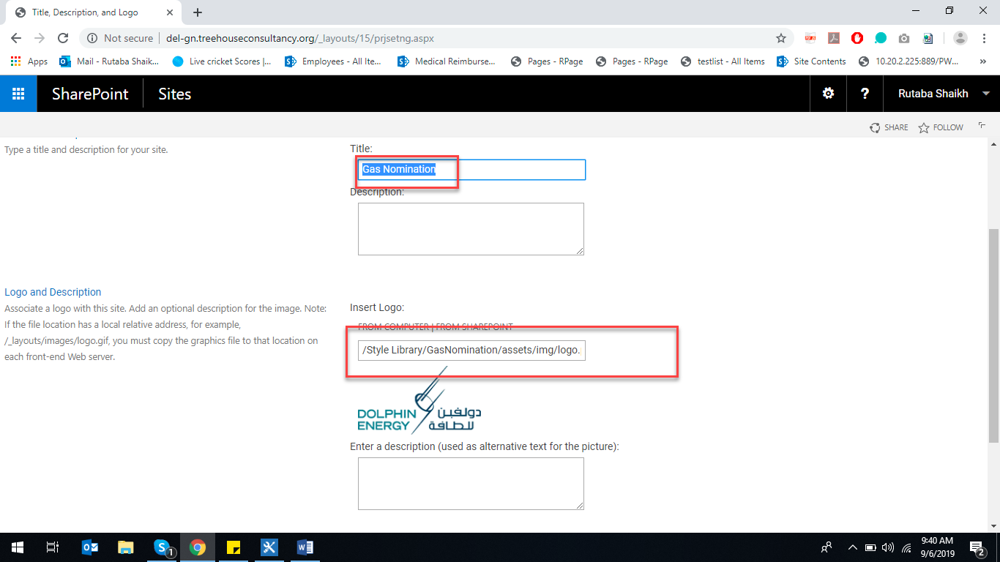 Title, Description, and Logo
Not secure
del-gn.treehouseconsultancy.org/_layouts/15/prjsetng.aspx
Apps
Mail - Rutaba Shaik...
Live cricket Scores |...
Employees - All Ite...
Medical Reimburse...
Pages - RPage
Pages - RPage
testlist - All Items
Site Contents
10.20.2.225:889/PW...
SharePoint
Sites
?
Rutaba Shaikh
SHARE
FOLLOW
Type a title and description for your site.
Title:
Gas Nomination
Description:
Logo and Description
Associate a logo with this site. Add an optional description for the image. Note:
If the file location has a local relative address, for example,
/_layouts/images/logo.gif, you must copy the graphics file to that location on
each front-end Web server.
Insert Logo:
FROM COMPUTER | FROM SHAREPOINT
/Style Library/GasNomination/assets/img/logo.
DOLPHIN دولفين
ENERGY للطاقة
Enter a description (used as alternative text for the picture):
1
9:40 AM
9/6/2019
2